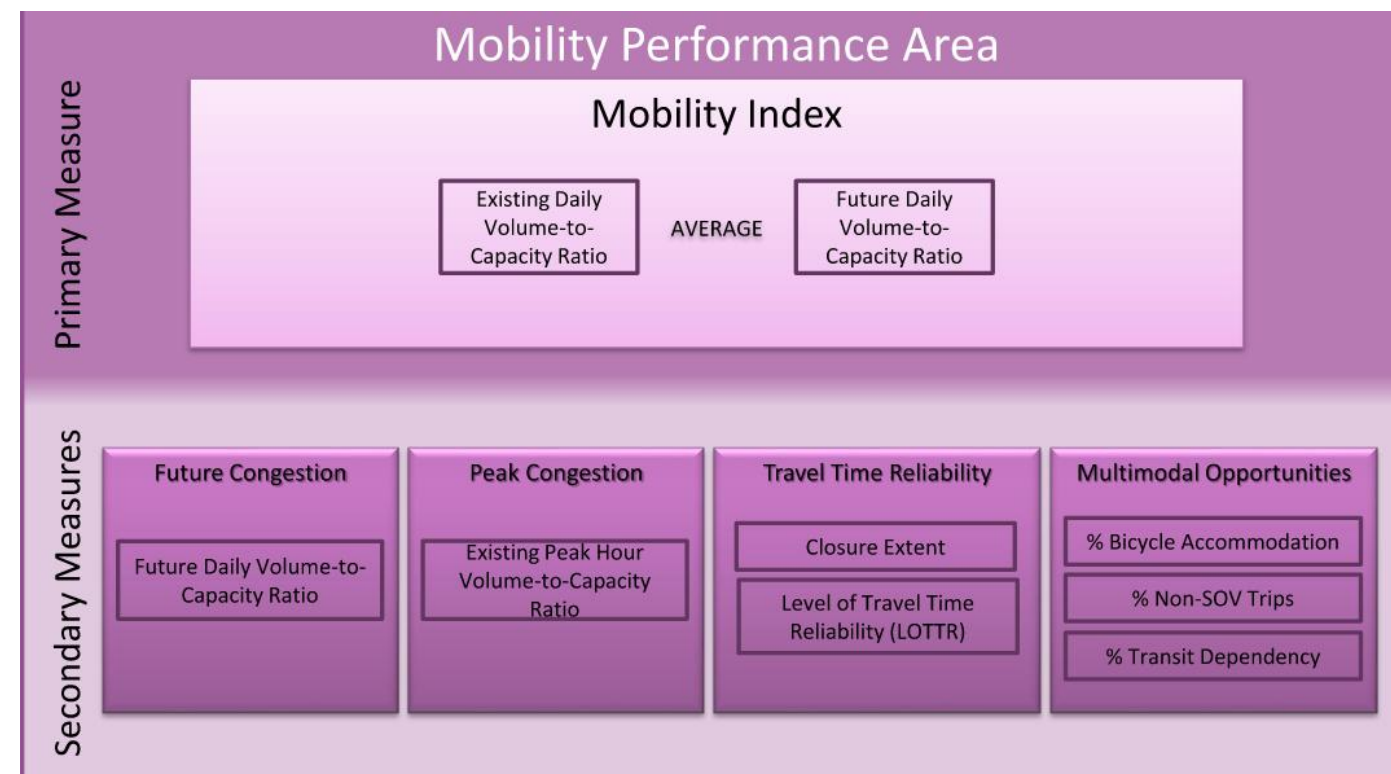 Mobility Performance Area
Primary Measure
Mobility Index
Existing Daily
Volume-to-
Capacity Ratio
AVERAGE
Future Daily
Volume-to-
Capacity Ratio
Secondary Measures
Future Congestion
Future Daily Volume-to-
Capacity Ratio
Peak Congestion
Existing Peak Hour
Volume-to-Capacity
Ratio
Travel Time Reliability
Closure Extent
Level of Travel Time
Reliability (LOTTR)
Multimodal Opportunities
% Bicycle Accommodation
% Non-SOV Trips
% Transit Dependency